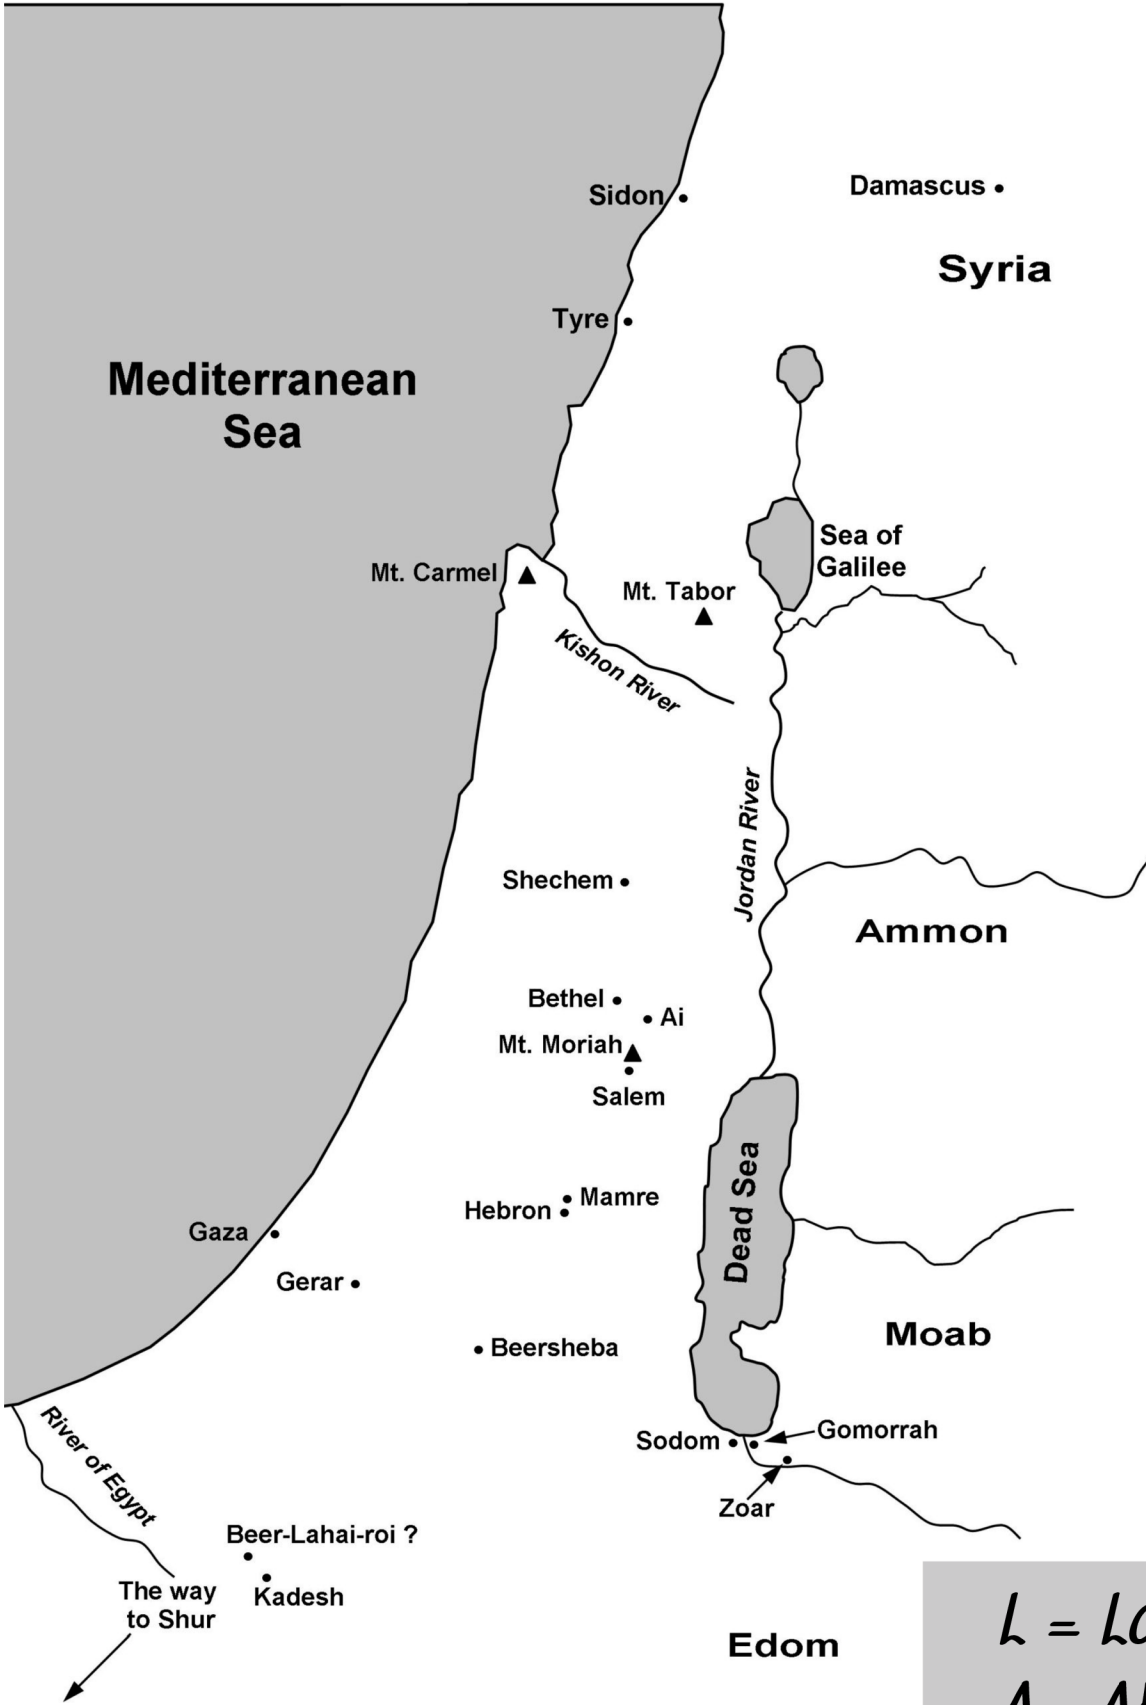 Sidon
Damascus
Syria
Tyre
Mediterranean
Sea
Sea of
Galilee
Mt. Carmel
Mt. Tabor
Kishon River
Jordan River
Shechem
Ammon
Bethel
Ai
Mt. Moriah
Salem
Dead Sea
Mamre
Hebron
Gaza
Gerar
Moab
Beersheba
River of Egypt
Sodom
Gomorrah
Zoar
Beer-Lahai-roi ?
Kadesh
The way
to Shur
Edom
L =